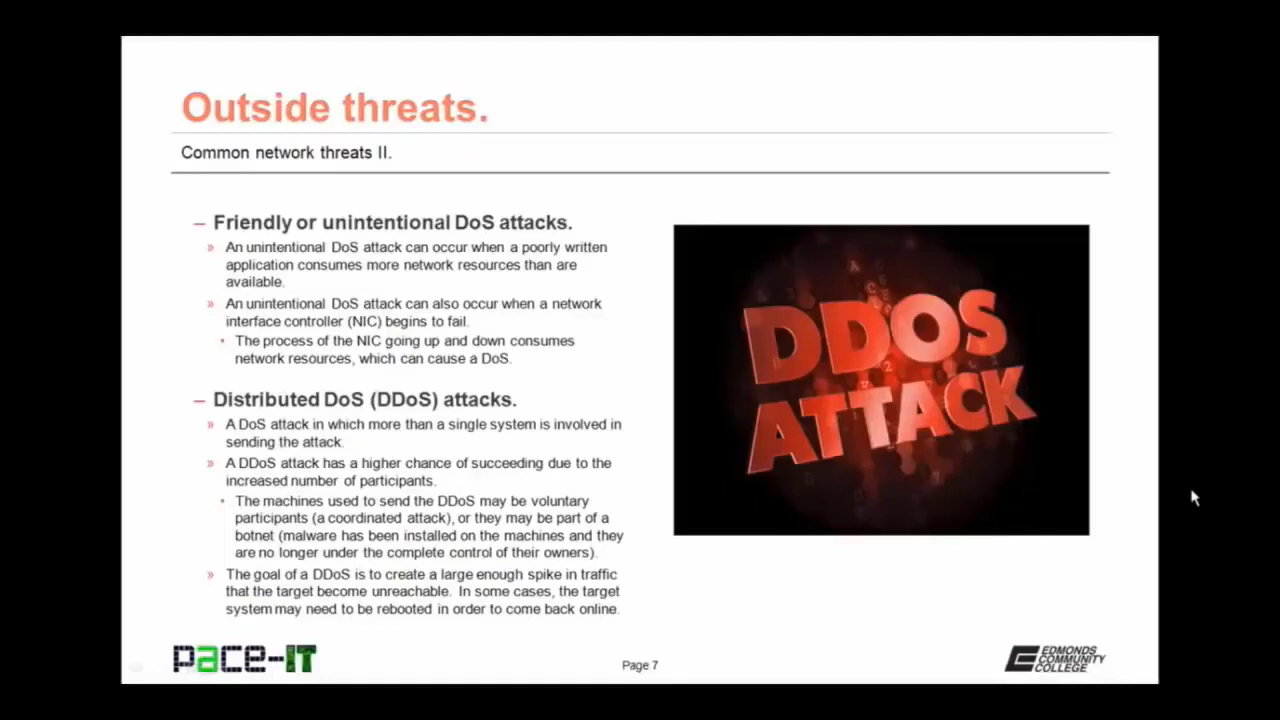 Outside threats.
Common network threats II.
– Friendly or unintentional DoS attacks.
» An unintentional DoS attack can occur when a poorly written
application consumes more network resources than are
available.
» An unintentional DoS attack can also occur when a network
interface controller (NIC) begins to fail.
• The process of the NIC going up and down consumes
network resources, which can cause a DoS.
– Distributed DoS (DDoS) attacks.
» A DoS attack in which more than a single system is involved in
sending the attack.
» A DDoS attack has a higher chance of succeeding due to the
increased number of participants.
• The machines used to send the DDoS may be voluntary
participants (a coordinated attack), or they may be part of a
botnet (malware has been installed on the machines and they
are no longer under the complete control of their owners).
» The goal of a DDoS is to create a large enough spike in traffic
that the target become unreachable. In some cases, the target
system may need to be rebooted in order to come back online.
DDOS
ATTACK
pace-IT
Page 7
EDMONDS
COMMUNITY
COLLEGE